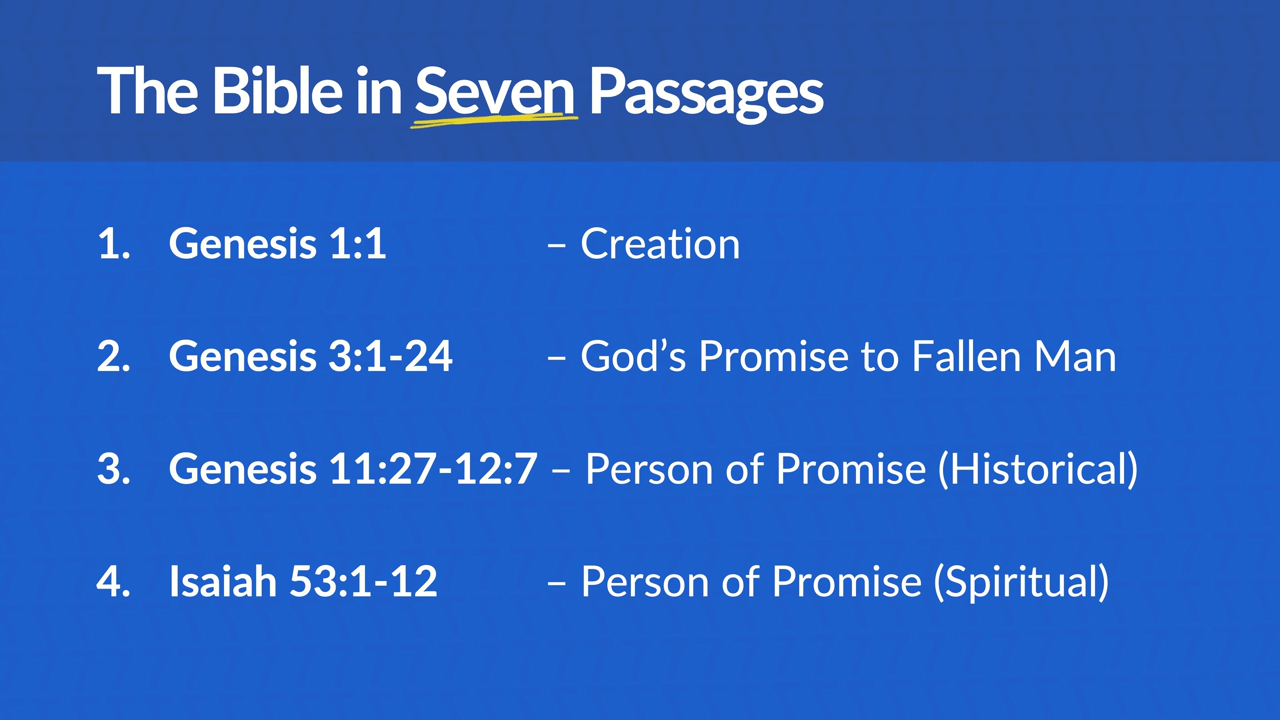 The Bible in Seven Passages
1. Genesis 1:1 – Creation
2. Genesis 3:1-24 – God’s Promise to Fallen Man
3. Genesis 11:27-12:7 – Person of Promise (Historical)
4. Isaiah 53:1-12 – Person of Promise (Spiritual)